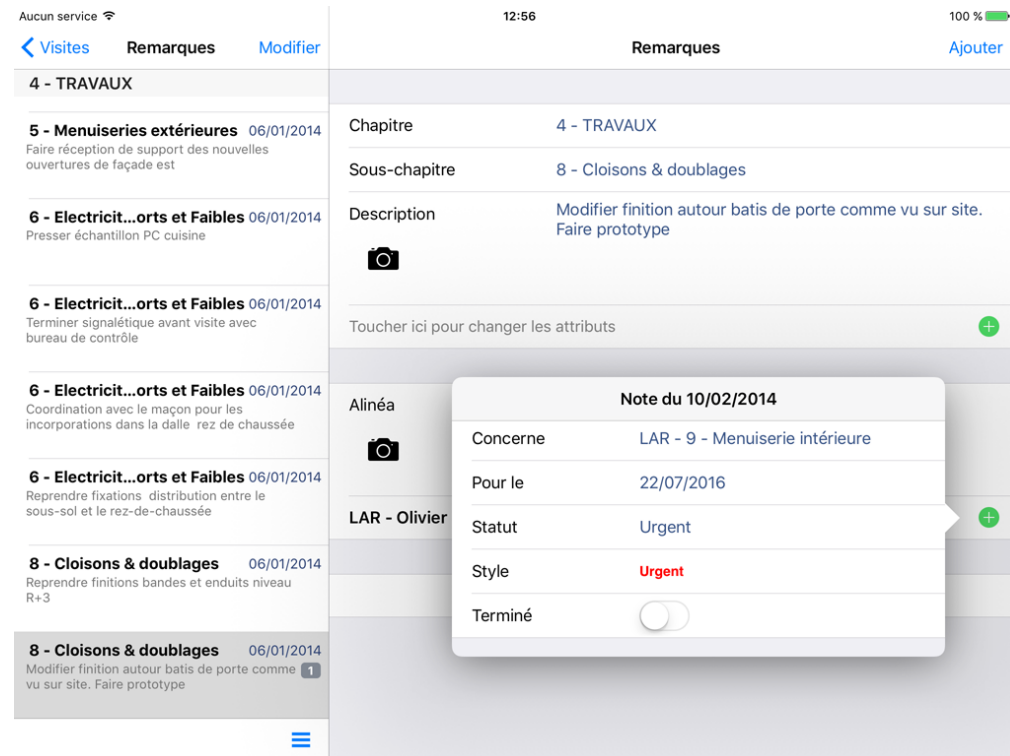 Aucun service
12:56
100 %
Visites
Remarques
Modifier
Remarques
Ajouter
4 - TRAVAUX
5 - Menuiseries extérieures 06/01/2014
Faire réception de support des nouvelles
ouvertures de façade est
6 - Electricit...orts et Faibles 06/01/2014
Presser échantillon PC cuisine
6 - Electricit...orts et Faibles 06/01/2014
Terminer signalétique avant visite avec
bureau de contrôle
6 - Electricit...orts et Faibles 06/01/2014
Coordination avec le maçon pour les
incorporations dans la dalle rez de chaussée
6 - Electricit...orts et Faibles 06/01/2014
Reprendre fixations distribution entre le
sous-sol et le rez-de-chaussée
8 - Cloisons & doublages 06/01/2014
Reprendre finitions bandes et enduits niveau
R+3
8 - Cloisons & doublages 06/01/2014
Modifier finition autour batis de porte comme 1
vu sur site. Faire prototype
Chapitre 4 - TRAVAUX
Sous-chapitre 8 - Cloisons & doublages
Description Modifier finition autour batis de porte comme vu sur site.
Faire prototype
Toucher ici pour changer les attributs
Alinéa
LAR - Olivier
Note du 10/02/2014
Concerne LAR - 9 - Menuiserie intérieure
Pour le 22/07/2016
Statut Urgent
Style Urgent
Terminé